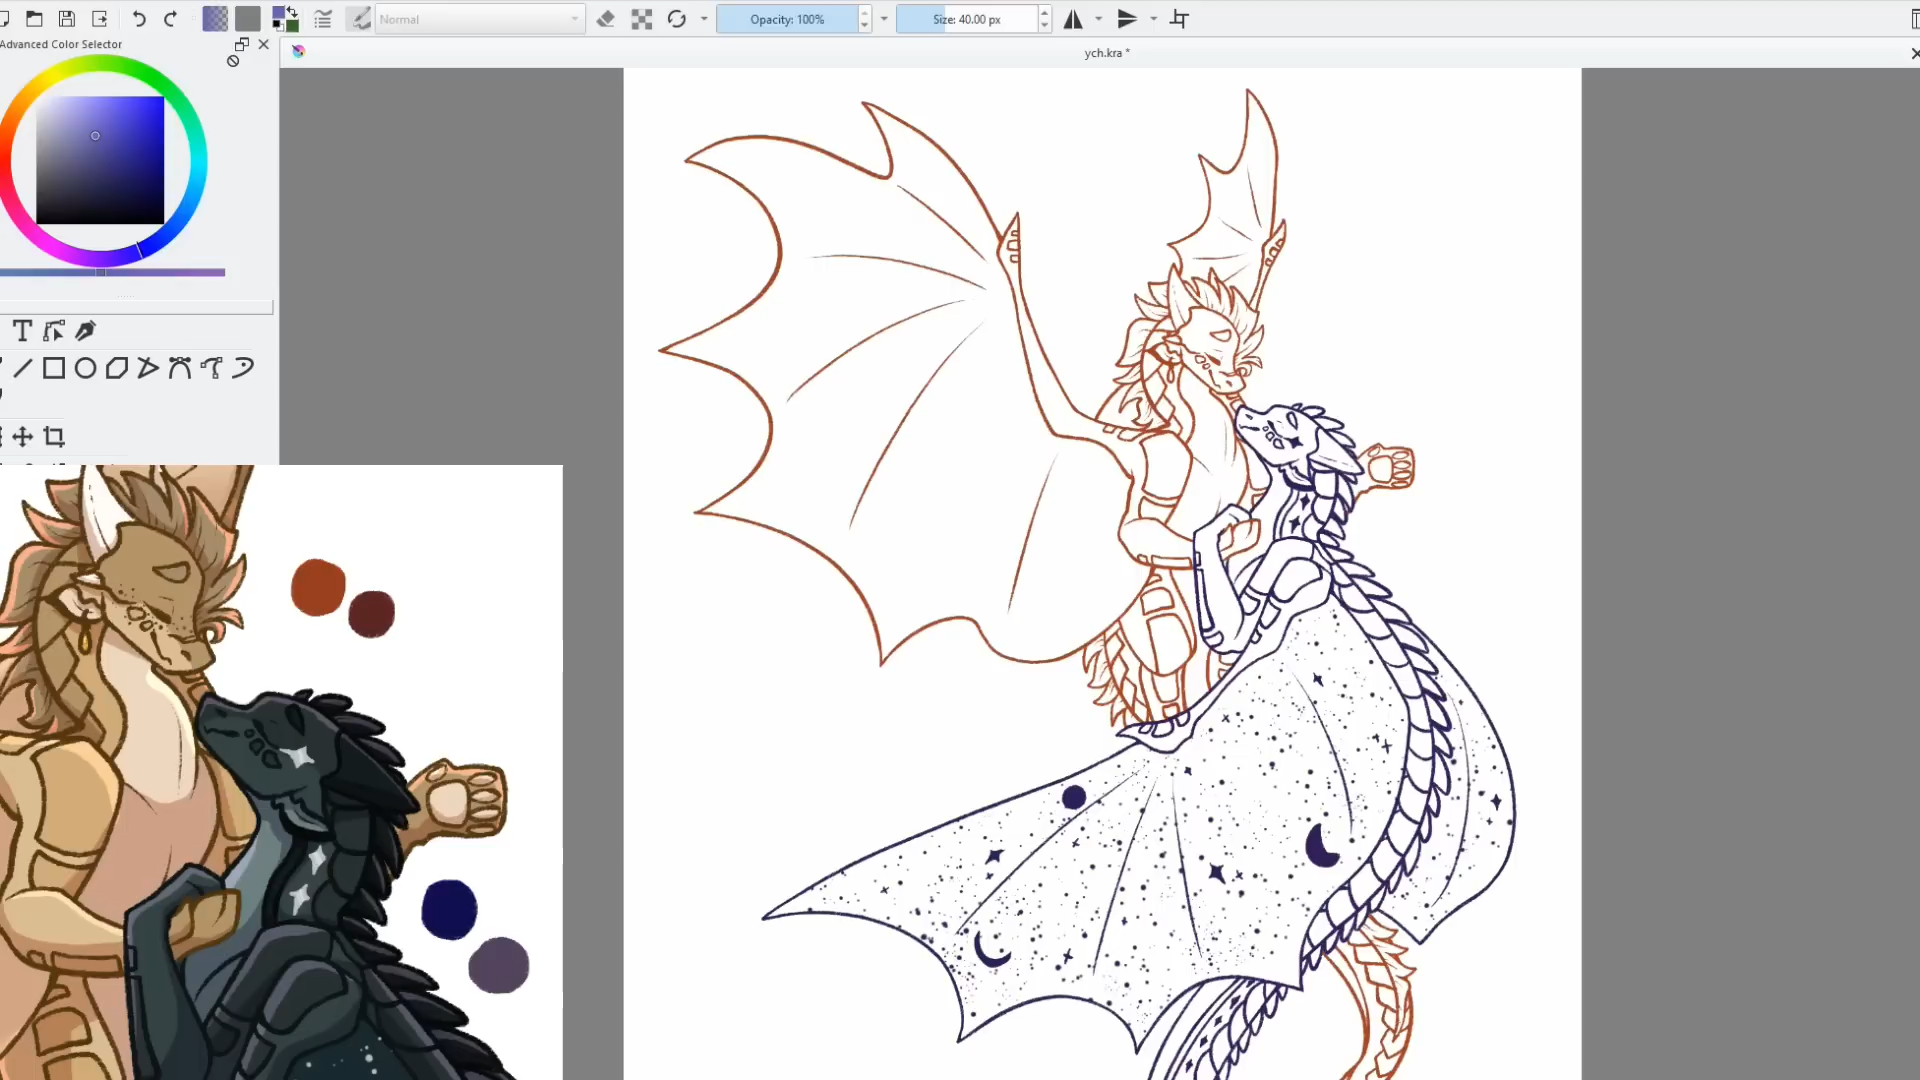 Normal
Opacity: 100%
Size: 40.00 px
Advanced Color Selector
ych.kra *